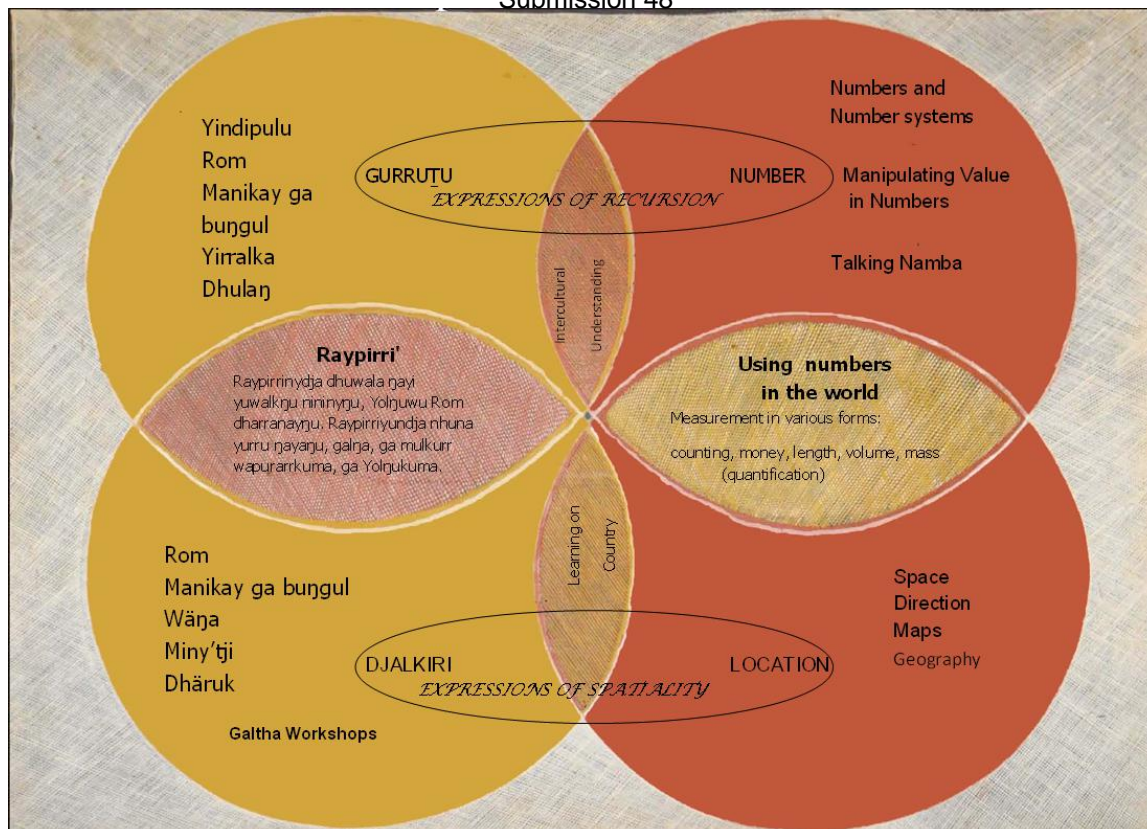 Submission 48
Yindipulu
Rom
Manikay ga
buŋgul
Yirralka
Dhulaŋ
GURRUṮU
NUMBER
EXPRESSIONS OF RECURSION
Numbers and
Number systems
Manipulating Value
in Numbers
Talking Namba
Intercultural
Understanding
Raypirri'
Raypirrinydja dhuwala ŋayi
yuwalkŋu nininyŋu, Yolŋuwu Rom
dharranayŋu. Raypirriyundja nhuna
yurru ŋayaŋu, galŋa, ga mulkurr
wapuṟarrkuma, ga Yolŋukuma.
Using numbers
in the world
Measurement in various forms:
counting, money, length, volume, mass
(quantification)
Learning on
Country
Rom
Manikay ga buŋgul
Wäŋa
Miny'tji
Dhäruk
Galtha Workshops
DJALKIRI
LOCATION
EXPRESSIONS OF SPATIALITY
Space
Direction
Maps
Geography